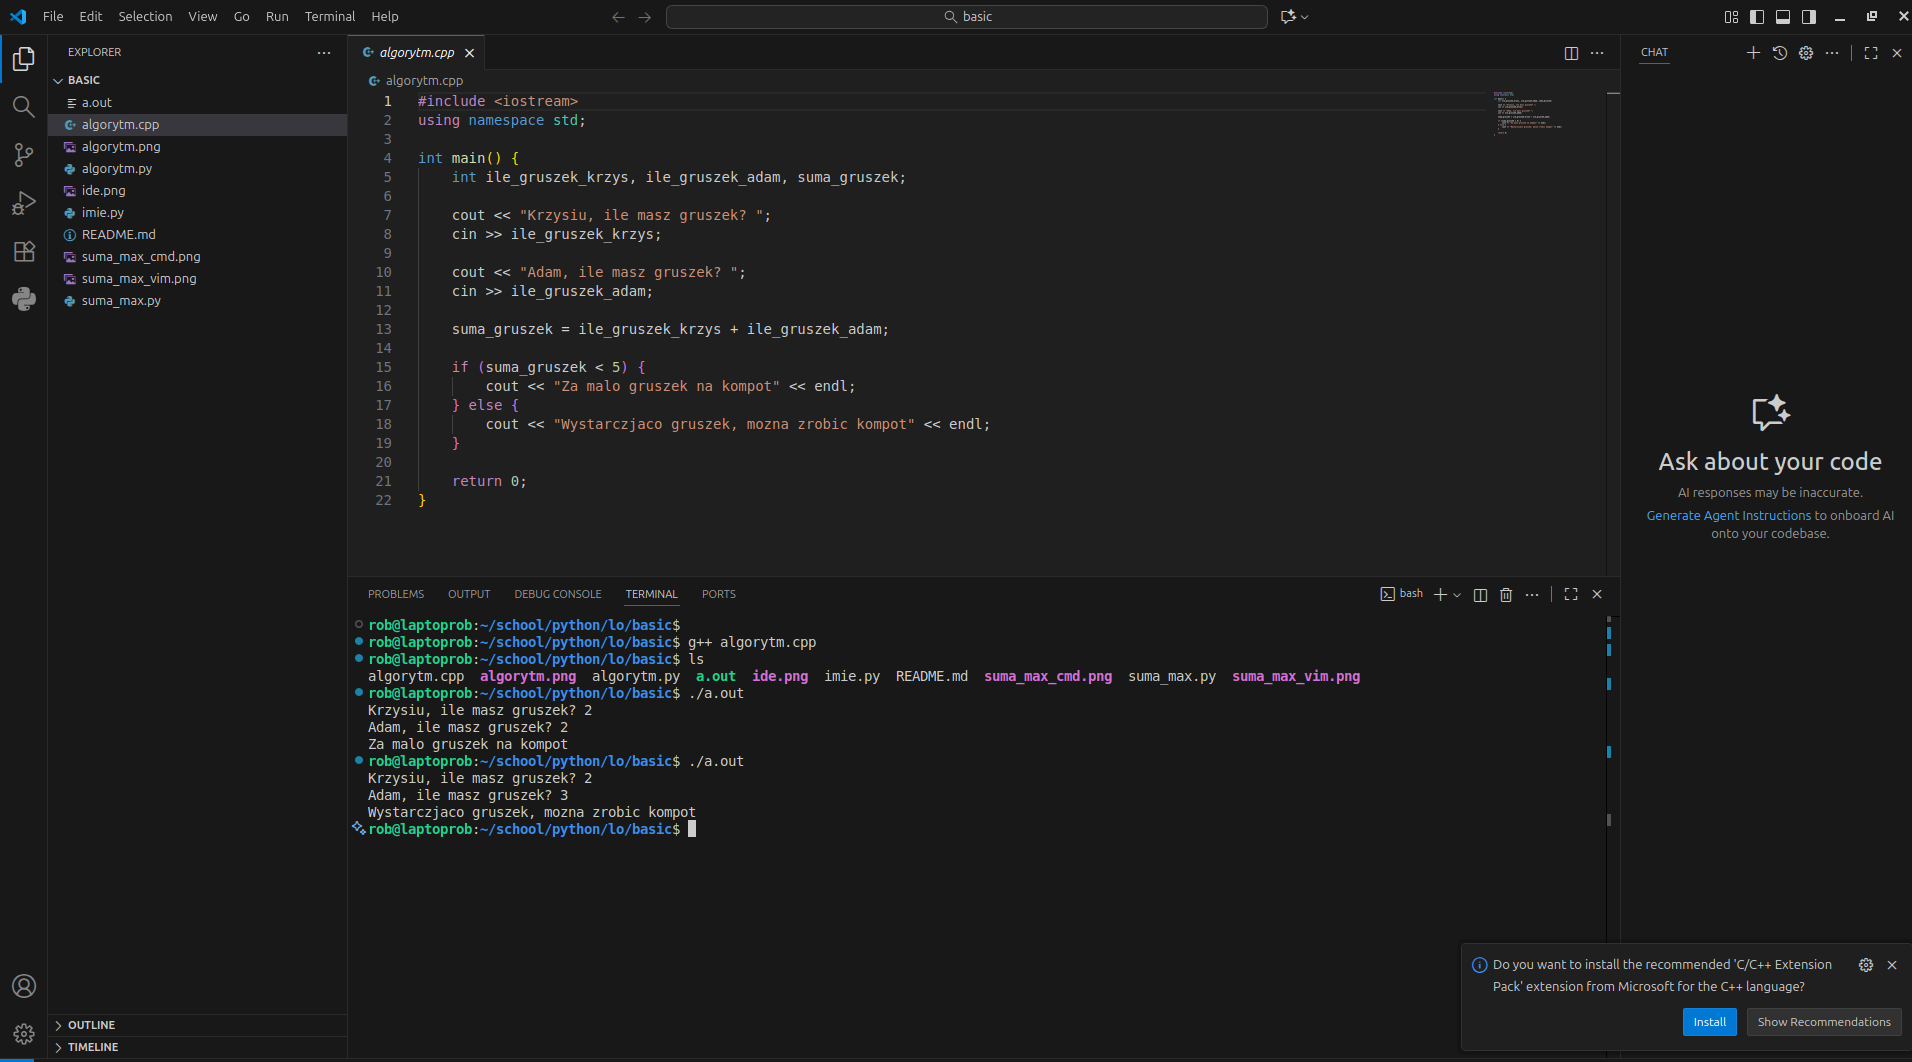 File Edit Selection View Go Run Terminal Help
basic
EXPLORER
BASIC
a.out
algorytm.cpp
algorytm.png
algorytm.py
ide.png
imie.py
README.md
suma_max_cmd.png
suma_max_vim.png
suma_max.py
OUTLINE
TIMELINE
algorytm.cpp
algorytm.cpp
1 #include <iostream>
2 using namespace std;
3
4 int main() {
5     int ile_gruszek_krzys, ile_gruszek_adam, suma_gruszek;
6
7     cout << "Krzysiu, ile masz gruszek? ";
8     cin >> ile_gruszek_krzys;
9
10     cout << "Adam, ile masz gruszek? ";
11     cin >> ile_gruszek_adam;
12
13     suma_gruszek = ile_gruszek_krzys + ile_gruszek_adam;
14
15     if (suma_gruszek < 5) {
16         cout << "Za malo gruszek na kompot" << endl;
17     } else {
18         cout << "Wystarczjaco gruszek, mozna zrobic kompot" << endl;
19     }
20
21     return 0;
22 }
PROBLEMS OUTPUT DEBUG CONSOLE TERMINAL PORTS
bash
rob@laptoprob:~/school/python/lo/basic$
rob@laptoprob:~/school/python/lo/basic$ g++ algorytm.cpp
rob@laptoprob:~/school/python/lo/basic$ ls
algorytm.cpp algorytm.png algorytm.py a.out ide.png imie.py README.md suma_max_cmd.png suma_max.py suma_max_vim.png
rob@laptoprob:~/school/python/lo/basic$ ./a.out
Krzysiu, ile masz gruszek? 2
Adam, ile masz gruszek? 2
Za malo gruszek na kompot
rob@laptoprob:~/school/python/lo/basic$ ./a.out
Krzysiu, ile masz gruszek? 2
Adam, ile masz gruszek? 3
Wystarczjaco gruszek, mozna zrobic kompot
rob@laptoprob:~/school/python/lo/basic$
CHAT
Ask about your code
AI responses may be inaccurate.
Generate Agent Instructions to onboard AI
onto your codebase.
Do you want to install the recommended 'C/C++ Extension
Pack' extension from Microsoft for the C++ language?
Install Show Recommendations